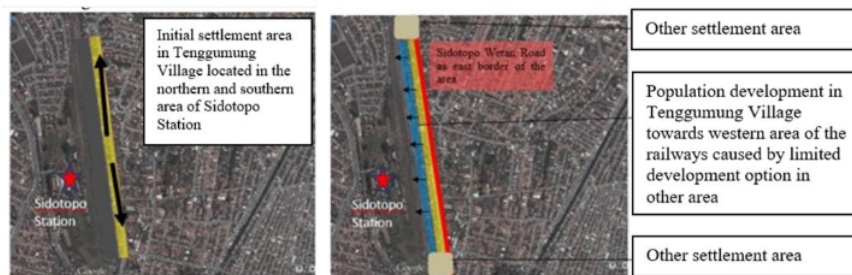 Initial settlement area
in Tenggumung
Village located in the
northern and southern
area of Sidotopo
Station
Sidotopo
Station
Google
Sidotopo Wetan Road
as east border of the
area
Sidotopo
Station
Google
Other settlement area
Population development in
Tenggumung Village
towards western area of the
railways caused by limited
development option in
other area
Other settlement area